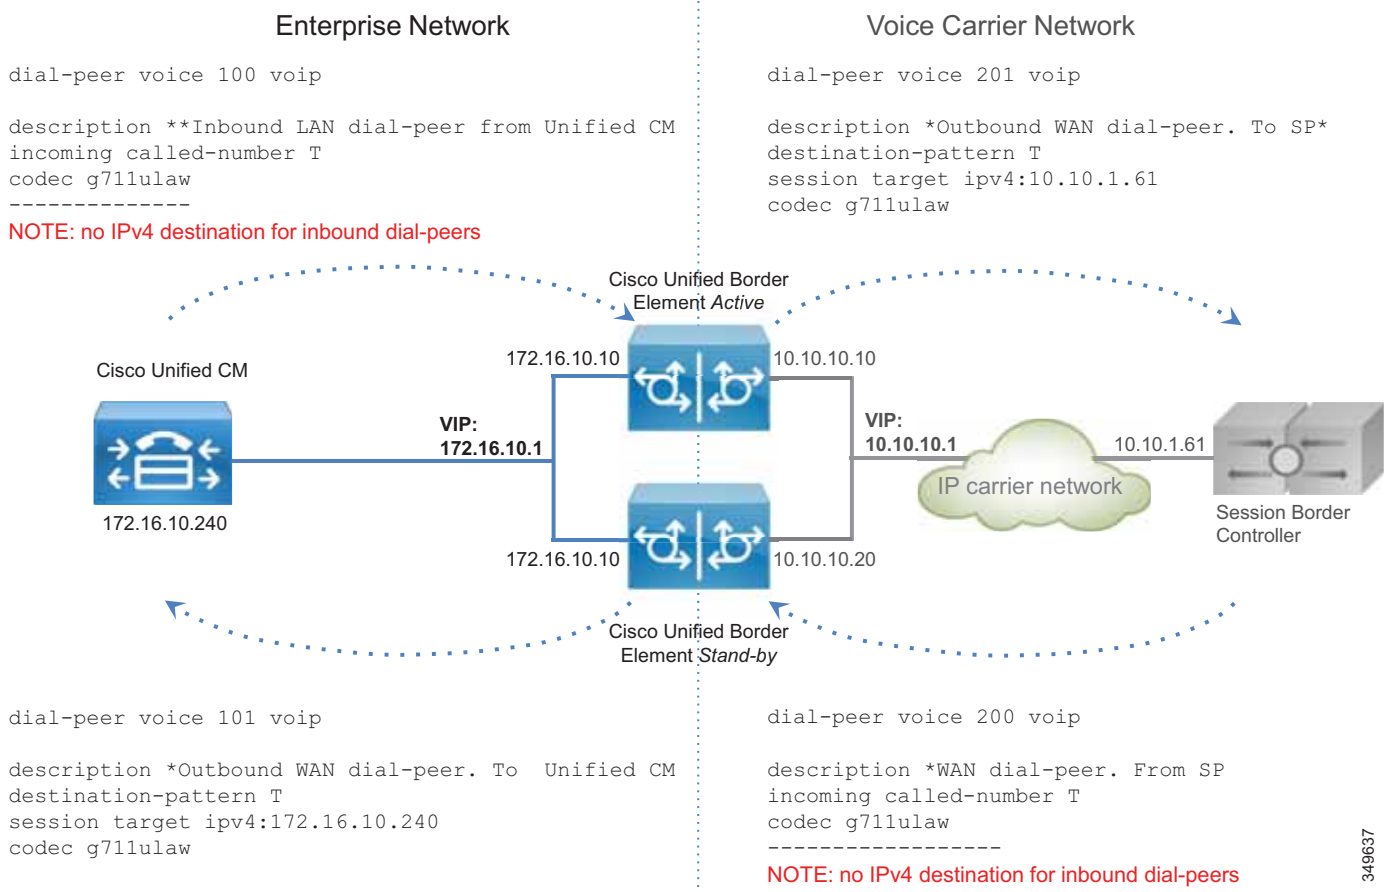 Enterprise Network
Voice Carrier Network
dial-peer voice 100 voip
description **Inbound LAN dial-peer from Unified CM
incoming called-number T
codec g711ulaw
--------------
NOTE: no IPv4 destination for inbound dial-peers
dial-peer voice 201 voip
description *Outbound WAN dial-peer. To SP*
destination-pattern T
session target ipv4:10.10.1.61
codec g711ulaw
Cisco Unified Border
Element Active
172.16.10.10
10.10.10.10
Cisco Unified CM
172.16.10.240
VIP:
172.16.10.1
VIP:
10.10.10.1
IP carrier network
10.10.1.61
Session Border
Controller
172.16.10.10
10.10.10.20
Cisco Unified Border
Element Stand-by
dial-peer voice 101 voip
description *Outbound WAN dial-peer. To  Unified CM
destination-pattern T
session target ipv4:172.16.10.240
codec g711ulaw
dial-peer voice 200 voip
description *WAN dial-peer. From SP
incoming called-number T
codec g711ulaw
------------------
NOTE: no IPv4 destination for inbound dial-peers
349637